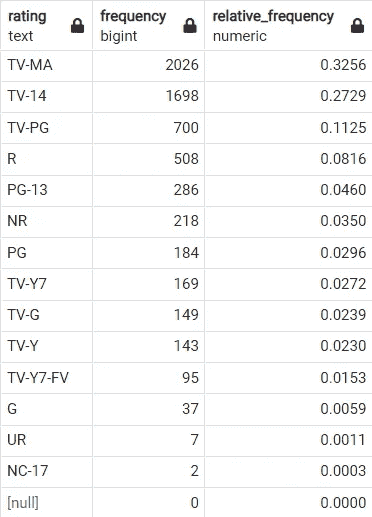 rating frequency relative_frequency
text bigint numeric
TV-MA 2026 0.3256
TV-14 1698 0.2729
TV-PG 700 0.1125
R 508 0.0816
PG-13 286 0.0460
NR 218 0.0350
PG 184 0.0296
TV-Y7 169 0.0272
TV-G 149 0.0239
TV-Y 143 0.0230
TV-Y7-FV 95 0.0153
G 37 0.0059
UR 7 0.0011
NC-17 2 0.0003
[null] 0 0.0000